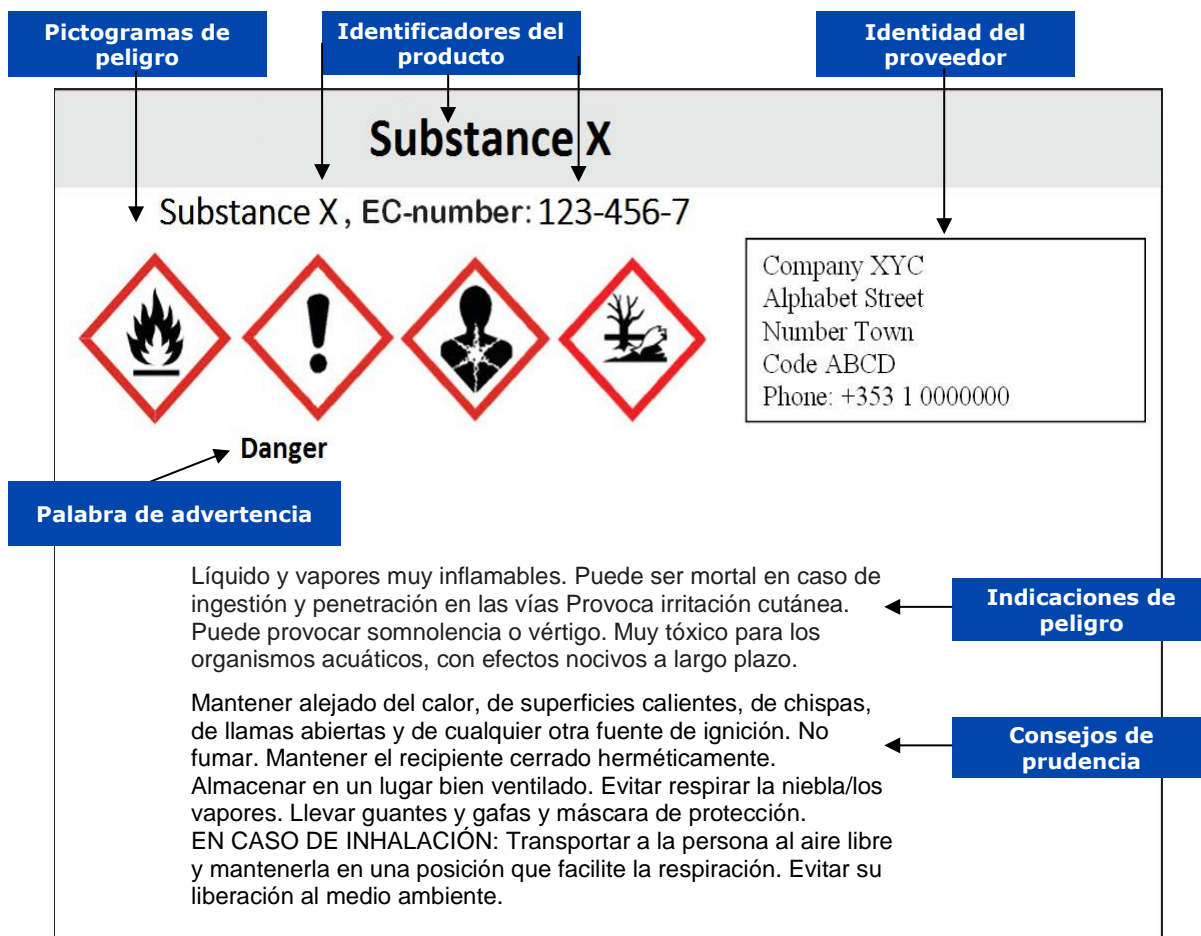 Pictogramas de
peligro
Identificadores del
producto
Identidad del
proveedor
Substance X
Substance X, EC-number: 123-456-7
Company XYC
Alphabet Street
Number Town
Code ABCD
Phone: +353 1 0000000
Danger
Palabra de advertencia
Líquido y vapores muy inflamables. Puede ser mortal en caso de
ingestión y penetración en las vías Provoca irritación cutánea.
Puede provocar somnolencia o vértigo. Muy tóxico para los
organismos acuáticos, con efectos nocivos a largo plazo.
Indicaciones de
peligro
Mantener alejado del calor, de superficies calientes, de chispas,
de llamas abiertas y de cualquier otra fuente de ignición. No
fumar. Mantener el recipiente cerrado herméticamente.
Almacenar en un lugar bien ventilado. Evitar respirar la niebla/los
vapores. Llevar guantes y gafas y máscara de protección.
EN CASO DE INHALACIÓN: Transportar a la persona al aire libre
y mantenerla en una posición que facilite la respiración. Evitar su
liberación al medio ambiente.
Consejos de
prudencia